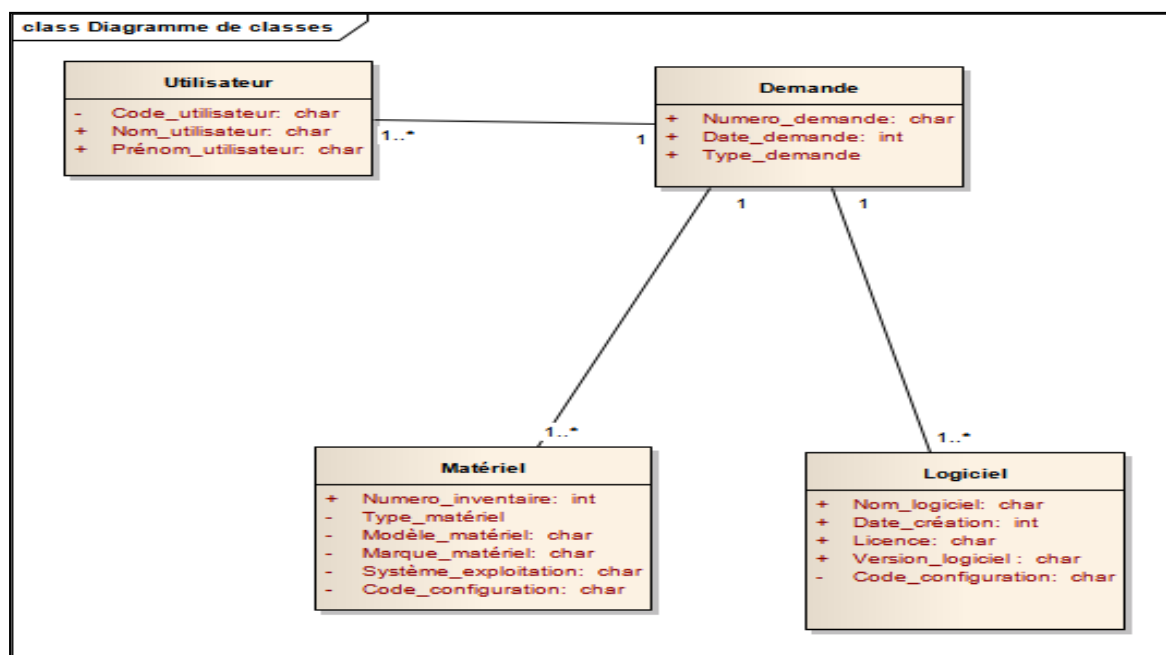 class Diagramme de classes
Utilisateur
- Code_utilisateur: char
+ Nom_utilisateur: char
+ Prénom_utilisateur: char
1..*
1
Demande
+ Numero_demande: char
+ Date_demande: int
+ Type_demande
1
1
1..*
1..*
Matériel
+ Numero_inventaire: int
- Type_matériel
- Modèle_matériel: char
- Marque_matériel: char
- Système_exploitation: char
- Code_configuration: char
Logiciel
+ Nom_logiciel: char
+ Date_création: int
+ Licence: char
+ Version_logiciel : char
- Code_configuration: char